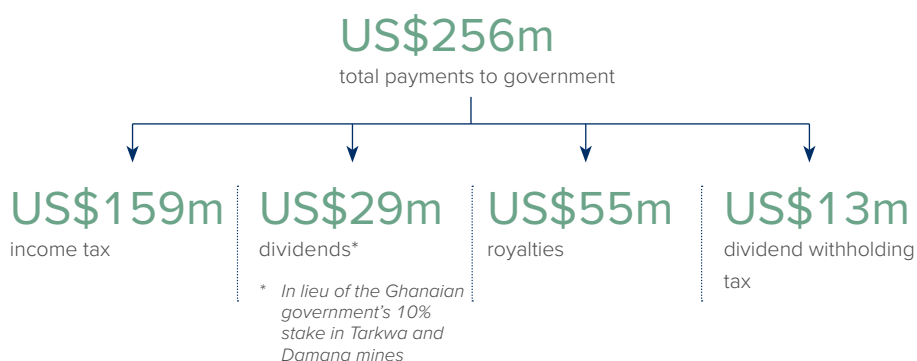 US$256m
total payments to government
US$159m
income tax
US$29m
dividends*
* In lieu of the Ghanaian
government's 10%
stake in Tarkwa and
Damang mines
US$55m
royalties
US$13m
dividend withholding
tax